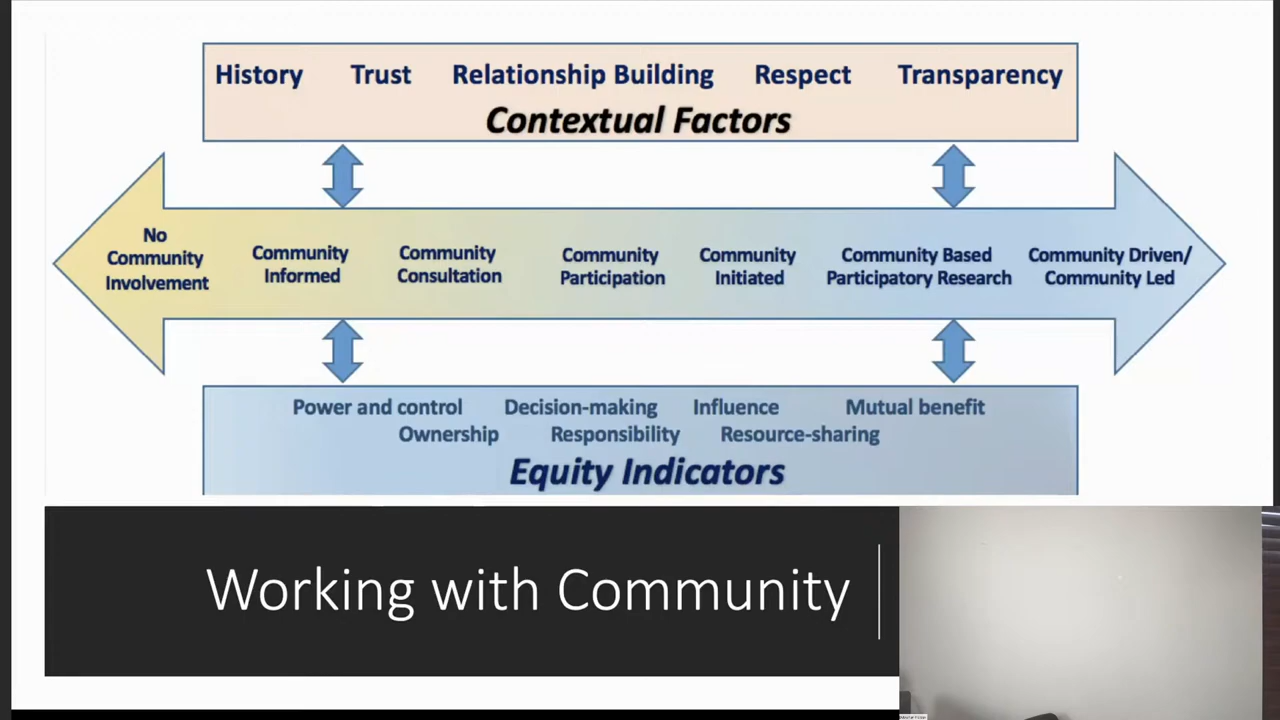 History Trust Relationship Building Respect Transparency
Contextual Factors
No
Community
Involvement
Community
Informed
Community
Consultation
Community
Participation
Community
Initiated
Community Based
Participatory Research
Community Driven/
Community Led
Power and control Decision-making Influence Mutual benefit
Ownership Responsibility Resource-sharing
Equity Indicators
Working with Community